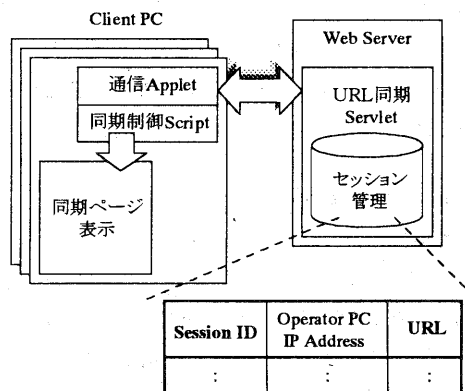 Client PC
通信Applet
同期制御Script
同期ページ
表示
Web Server
URL同期
Servlet
セッション
管理
Session ID
Operator PC
IP Address
URL
:
:
: